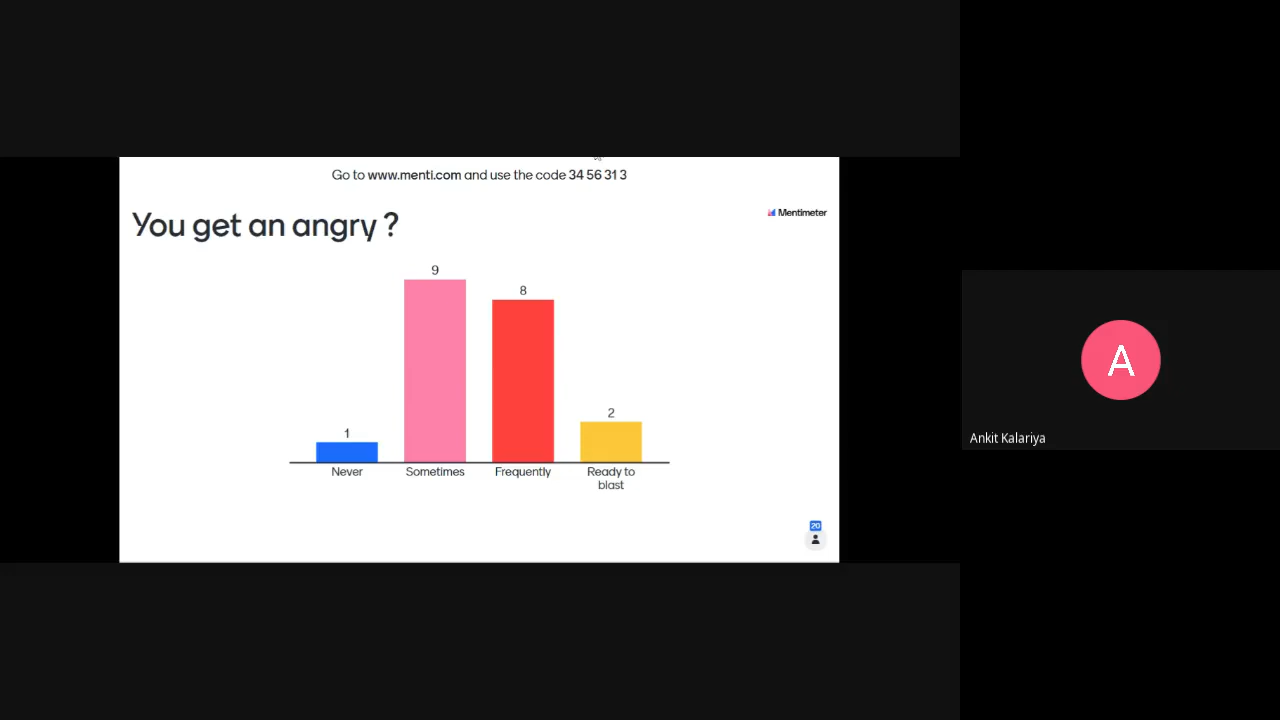 Go to www.menti.com and use the code 34 56 31 3
Mentimeter
You get an angry ?
9
8
2
1
Never
Sometimes
Frequently
Ready to
blast
20
A
Ankit Kalariya